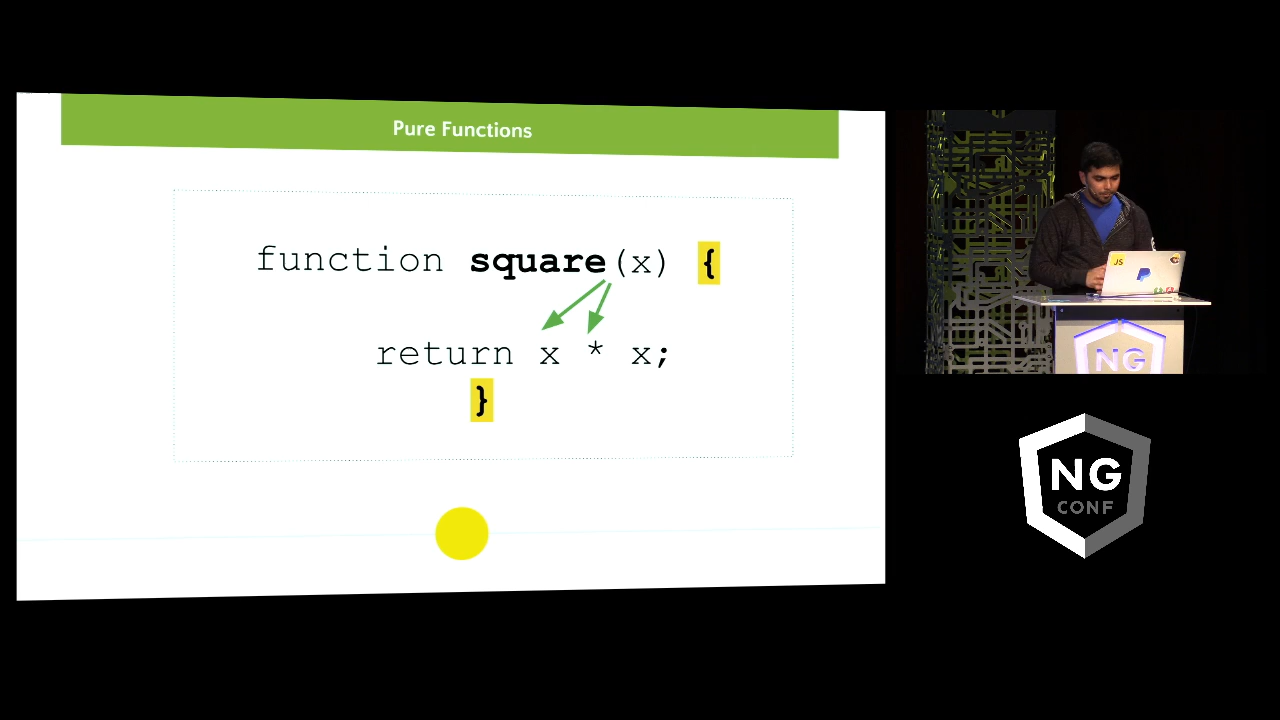 Pure Functions
function square(x) {
return x * x;
}
JS
NG
NG
CONF